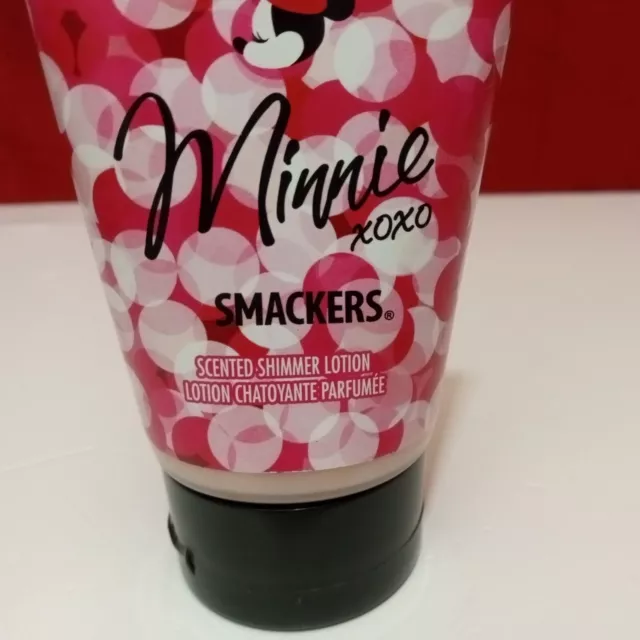 Minnie
xoxo
SMACKERS®
SCENTED SHIMMER LOTION
LOTION CHATOYANTE PARFUMÉE